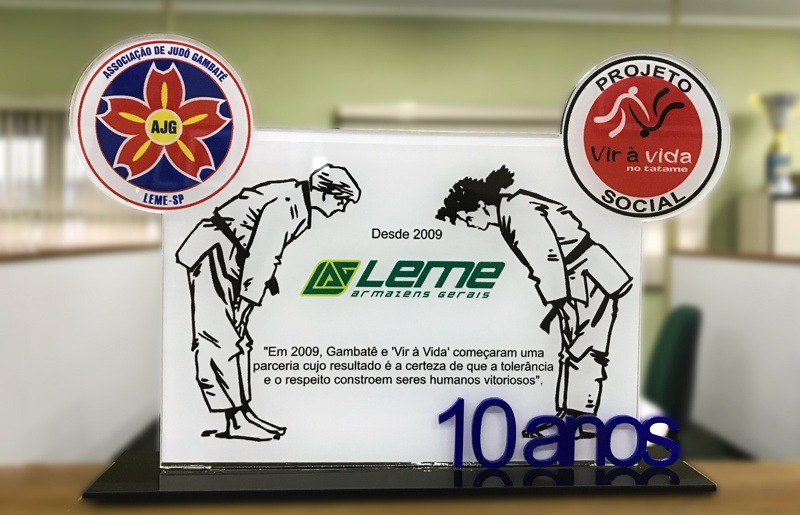 ASSOCIAÇÃO DE JUDÔ GAMBATÊ
AJG
LEME-SP
PROJETO
Vir à vida
no tatame
SOCIAL
Desde 2009
LAG LEME
armazéns gerais
"Em 2009, Gambatê e 'Vir à Vida' começaram uma
parceria cujo resultado é a certeza de que a tolerância
e o respeito constroem seres humanos vitoriosos".
10 anos